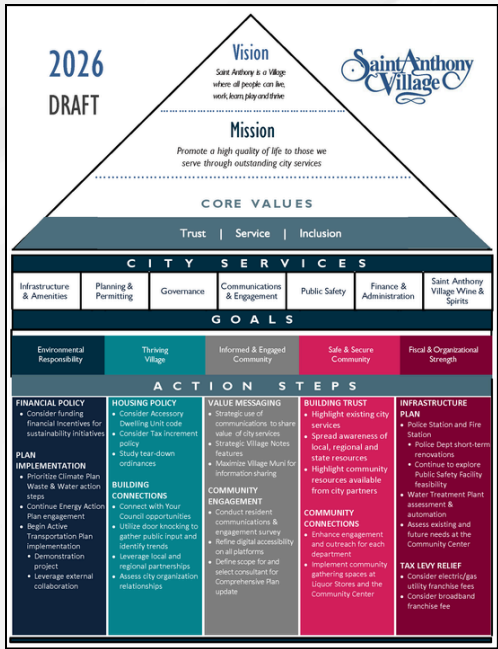 2026
DRAFT
Vision
Saint Anthony is a Village
where all people can live,
work, learn, play and thrive
Saint Anthony
Village
Mission
Promote a high quality of life to those we
serve through outstanding city services
CORE VALUES
Trust | Service | Inclusion
CITY SERVICES
Infrastructure
& Amenities
Planning &
Permitting
Governance
Communications
& Engagement
Public Safety
Finance &
Administration
Saint Anthony
Village Wine &
Spirits
GOALS
Environmental
Responsibility
Thriving
Village
Informed & Engaged
Community
Safe & Secure
Community
Fiscal & Organizational
Strength
ACTION STEPS
FINANCIAL POLICY
• Consider funding
financial Incentives for
sustainability initiatives
PLAN
IMPLEMENTATION
• Prioritize Climate Plan
Waste & Water action
steps
• Continue Energy Action
Plan engagement
• Begin Active
Transportation Plan
implementation
• Demonstration
project
• Leverage external
collaboration
HOUSING POLICY
• Consider Accessory
Dwelling Unit code
• Consider Tax Increment
policy
• Study tear-down
ordinances
BUILDING
CONNECTIONS
• Connect with Your
Council opportunities
• Utilize door knocking to
gather public input and
identify trends
• Leverage local and
regional partnerships
• Assess city organization
relationships
VALUE MESSAGING
• Strategic use of
communications to share
value of city services
• Strategic Village Notes
features
• Maximize Village Muni for
information sharing
COMMUNITY
ENGAGEMENT
• Conduct resident
communications &
engagement survey
• Refine digital accessibility
on all platforms
• Define scope for and
select consultant for
Comprehensive Plan
update
BUILDING TRUST
• Highlight existing city
services
• Spread awareness of
local, regional and
state resources
• Highlight community
resources available
from city partners
COMMUNITY
CONNECTIONS
• Enhance engagement
and outreach for each
department
• Implement community
gathering spaces at
Liquor Stores and the
Community Center
INFRASTRUCTURE
PLAN
• Police Station and Fire
Station
• Police Dept short-term
renovations
• Continue to explore
Public Safety Facility
feasibility
• Water Treatment Plant
assessment &
automation
• Assess existing and
future needs at the
Community Center
TAX LEVY RELIEF
• Consider electric/gas
utility franchise fees
• Consider broadband
franchise fee